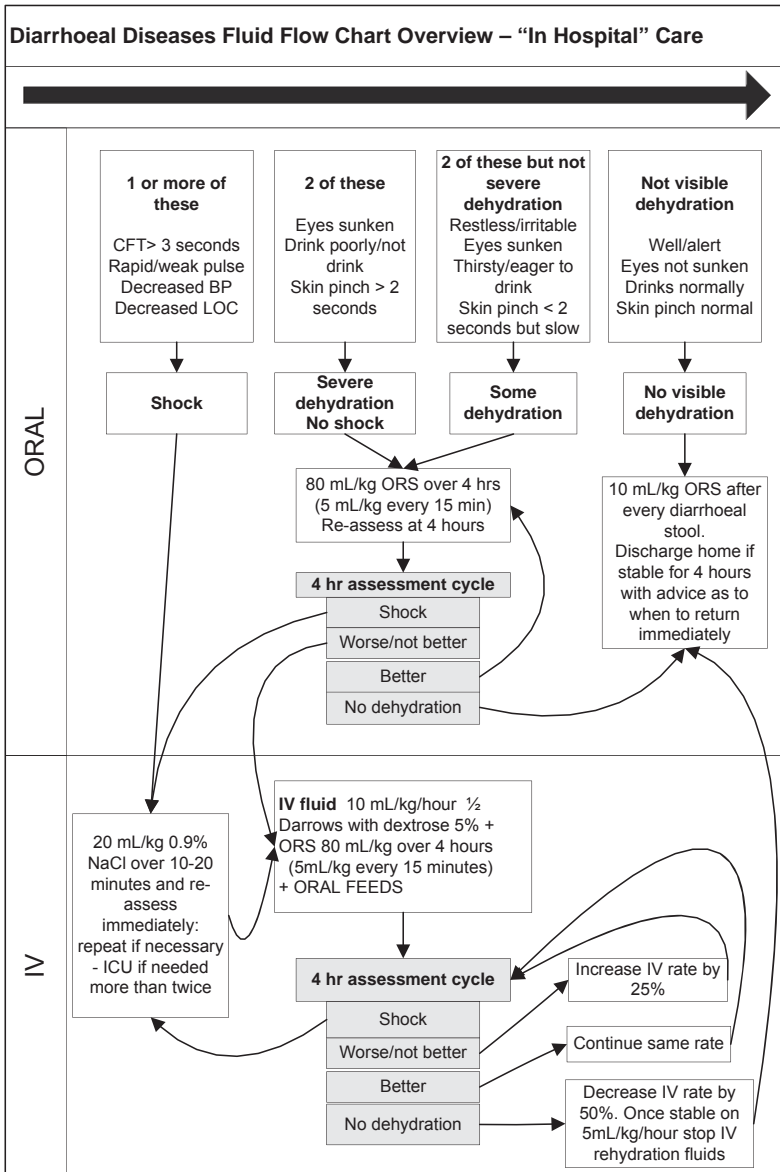 Diarrhoeal Diseases Fluid Flow Chart Overview – “In Hospital” Care
ORAL
1 or more of
these
CFT> 3 seconds
Rapid/weak pulse
Decreased BP
Decreased LOC
2 of these
Eyes sunken
Drink poorly/not
drink
Skin pinch > 2
seconds
2 of these but not
severe
dehydration
Restless/irritable
Eyes sunken
Thirsty/eager to
drink
Skin pinch < 2
seconds but slow
Not visible
dehydration
Well/alert
Eyes not sunken
Drinks normally
Skin pinch normal
Shock
Severe
dehydration
No shock
Some
dehydration
No visible
dehydration
80 mL/kg ORS over 4 hrs
(5 mL/kg every 15 min)
Re-assess at 4 hours
10 mL/kg ORS after
every diarrhoeal
stool.
Discharge home if
stable for 4 hours
with advice as to
when to return
immediately
4 hr assessment cycle
Shock
Worse/not better
Better
No dehydration
IV
20 mL/kg 0.9%
NaCl over 10-20
minutes and re-
assess
immediately:
repeat if necessary
- ICU if needed
more than twice
IV fluid 10 mL/kg/hour ½
Darrows with dextrose 5% +
ORS 80 mL/kg over 4 hours
(5mL/kg every 15 minutes)
+ ORAL FEEDS
4 hr assessment cycle
Shock
Worse/not better
Better
No dehydration
Increase IV rate by
25%
Continue same rate
Decrease IV rate by
50%. Once stable on
5mL/kg/hour stop IV
rehydration fluids